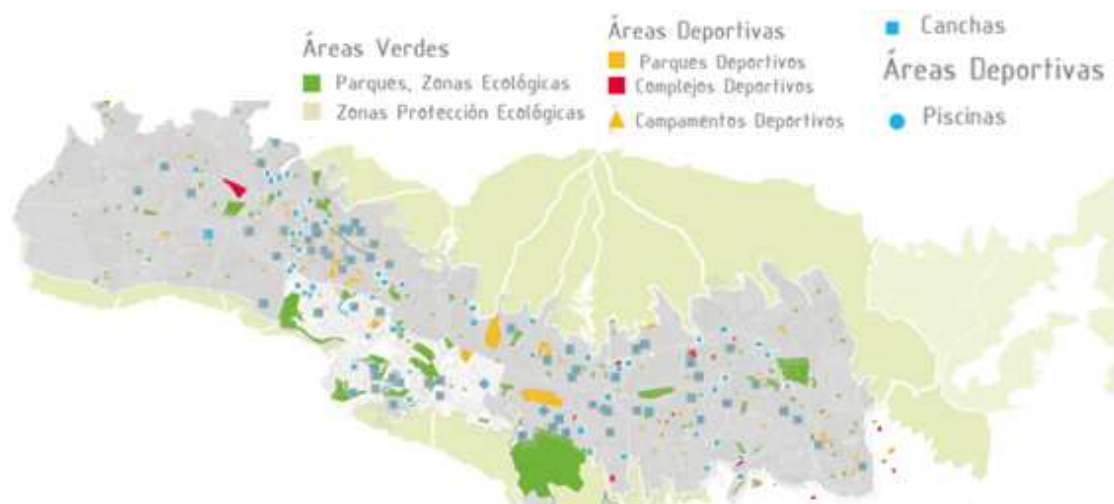 Áreas Verdes
Parques, Zonas Ecológicas
Zonas Protección Ecológicas
Áreas Deportivas
Parques Deportivos
Complejos Deportivos
Campamentos Deportivos
Canchas
Áreas Deportivas
Piscinas